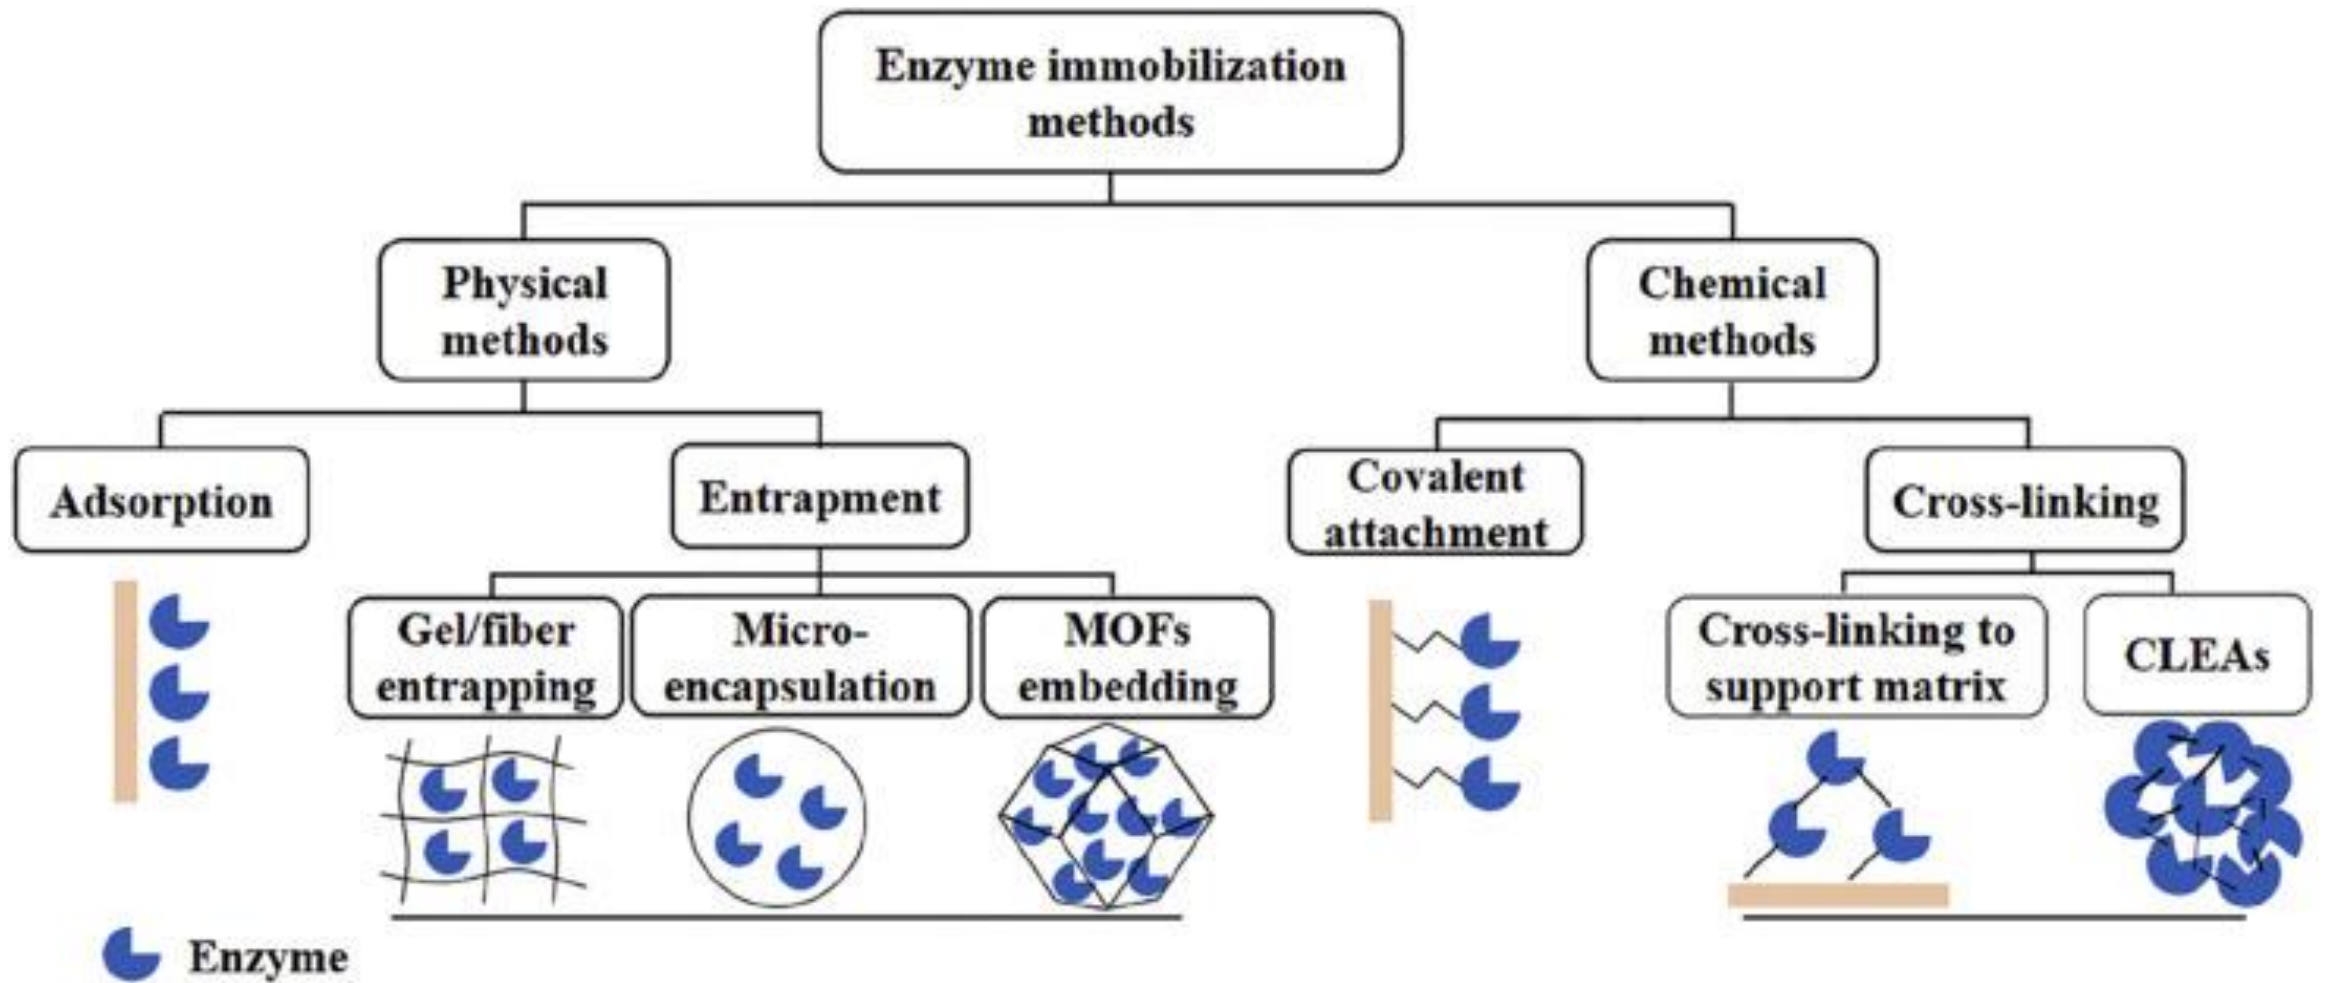 Enzyme immobilization
methods
Physical
methods
Chemical
methods
Adsorption
Entrapment
Covalent
attachment
Cross-linking
Gel/fiber
entrapping
Micro-
encapsulation
MOFs
embedding
Cross-linking to
support matrix
CLEAs
Enzyme